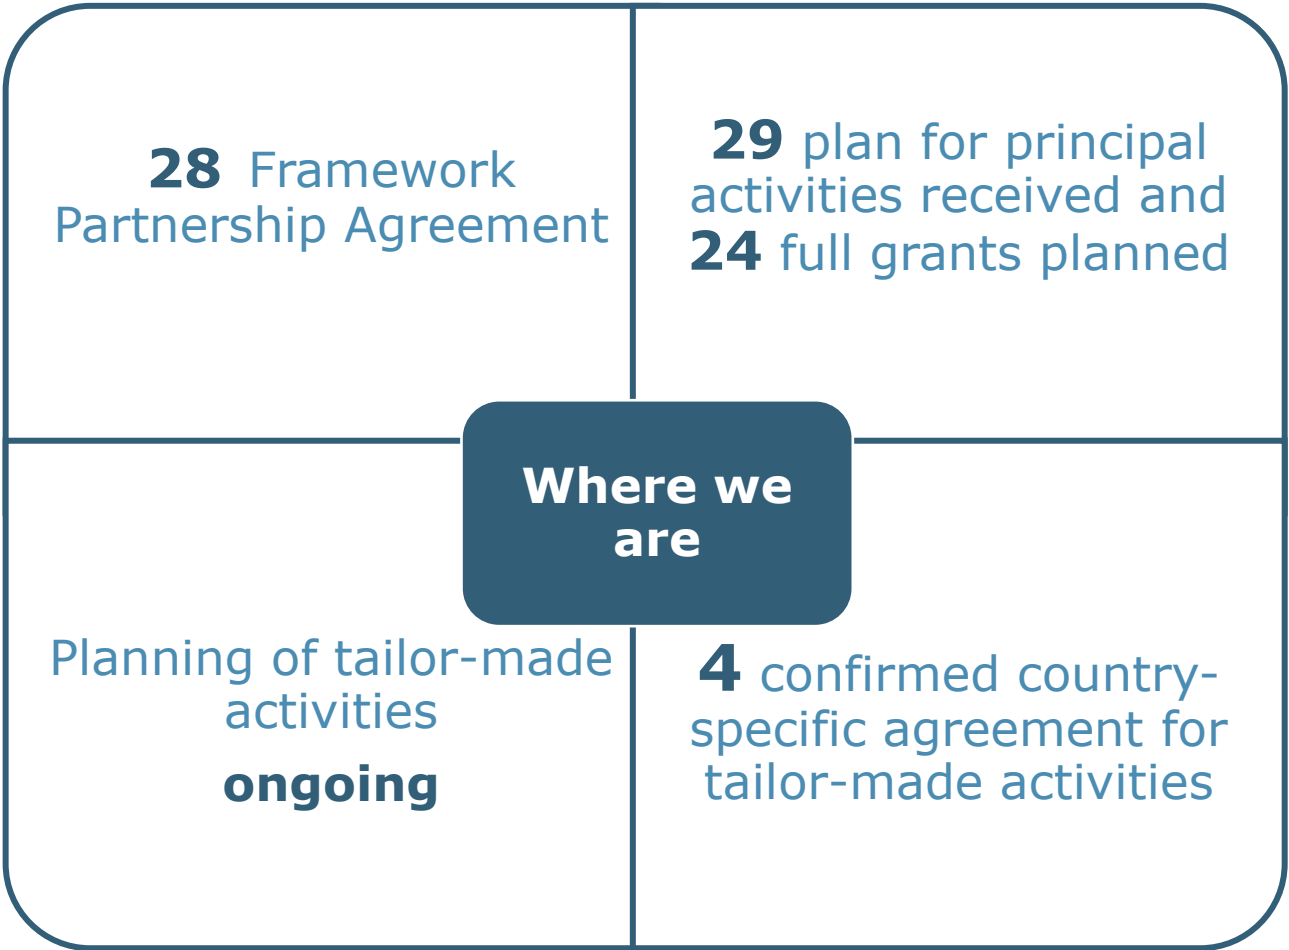 28 Framework
Partnership Agreement
29 plan for principal
activities received and
24 full grants planned
Where we
are
Planning of tailor-made
activities
ongoing
4 confirmed country-
specific agreement for
tailor-made activities